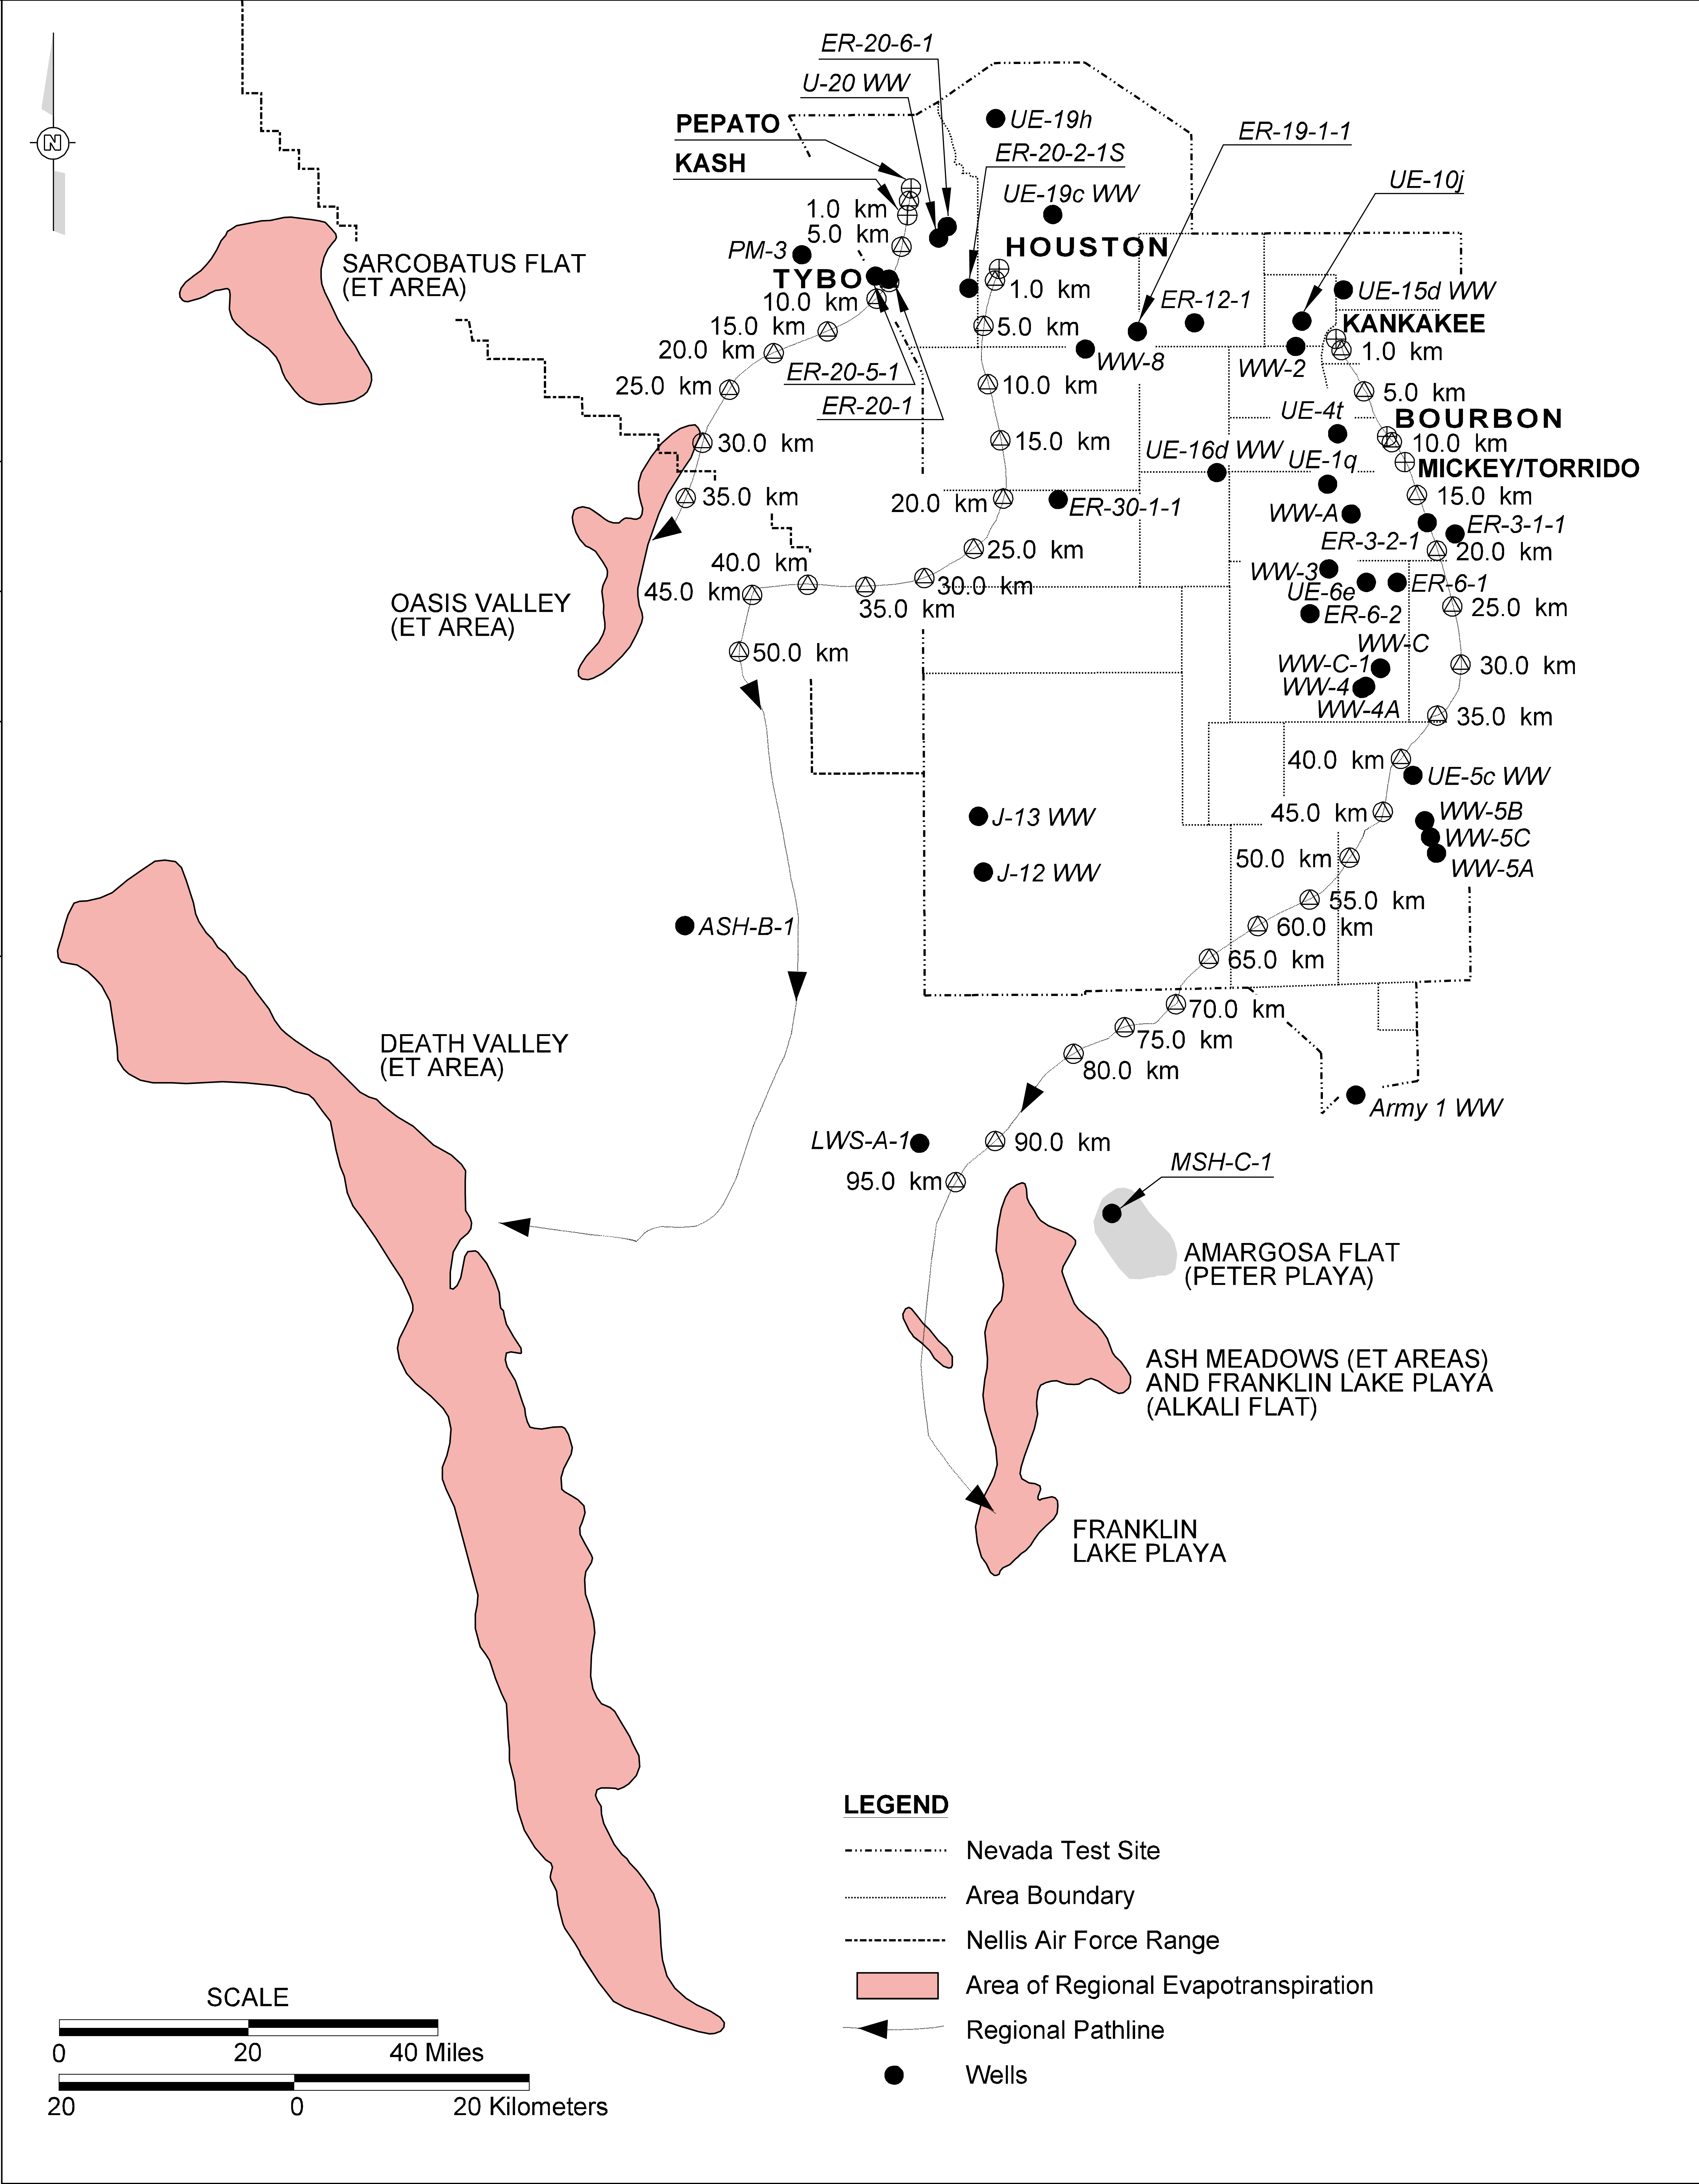 ER-20-6-1
U-20 WW
PEPATO
KASH
UE-19h
ER-19-1-1
ER-20-2-1S
UE-19c WW
UE-10j
N
1.0 km
5.0 km
PM-3
TYBO
10.0 km
15.0 km
20.0 km
25.0 km
30.0 km
35.0 km
ER-20-5-1
ER-20-1
SARCOBATUS FLAT
(ET AREA)
HOUSTON
1.0 km
5.0 km
10.0 km
15.0 km
20.0 km
25.0 km
30.0 km
35.0 km
40.0 km
45.0 km
50.0 km
ER-12-1
WW-8
UE-15d WW
KANKAKEE
1.0 km
WW-2
5.0 km
UE-4t
BOURBON
10.0 km
UE-16d WW
UE-1q
MICKEY/TORRIDO
15.0 km
ER-30-1-1
WW-A
ER-3-1-1
ER-3-2-1
20.0 km
WW-3
UE-6e
ER-6-1
ER-6-2
25.0 km
WW-C
WW-C-1
WW-4
WW-4A
30.0 km
35.0 km
40.0 km
UE-5c WW
45.0 km
WW-5B
WW-5C
WW-5A
50.0 km
55.0 km
60.0 km
65.0 km
70.0 km
75.0 km
80.0 km
90.0 km
95.0 km
OASIS VALLEY
(ET AREA)
J-13 WW
J-12 WW
ASH-B-1
DEATH VALLEY
(ET AREA)
Army 1 WW
LWS-A-1
MSH-C-1
AMARGOSA FLAT
(PETER PLAYA)
ASH MEADOWS (ET AREAS)
AND FRANKLIN LAKE PLAYA
(ALKALI FLAT)
FRANKLIN
LAKE PLAYA
LEGEND
Nevada Test Site
Area Boundary
Nellis Air Force Range
Area of Regional Evapotranspiration
Regional Pathline
Wells
SCALE
0 20 40 Miles
20 0 20 Kilometers